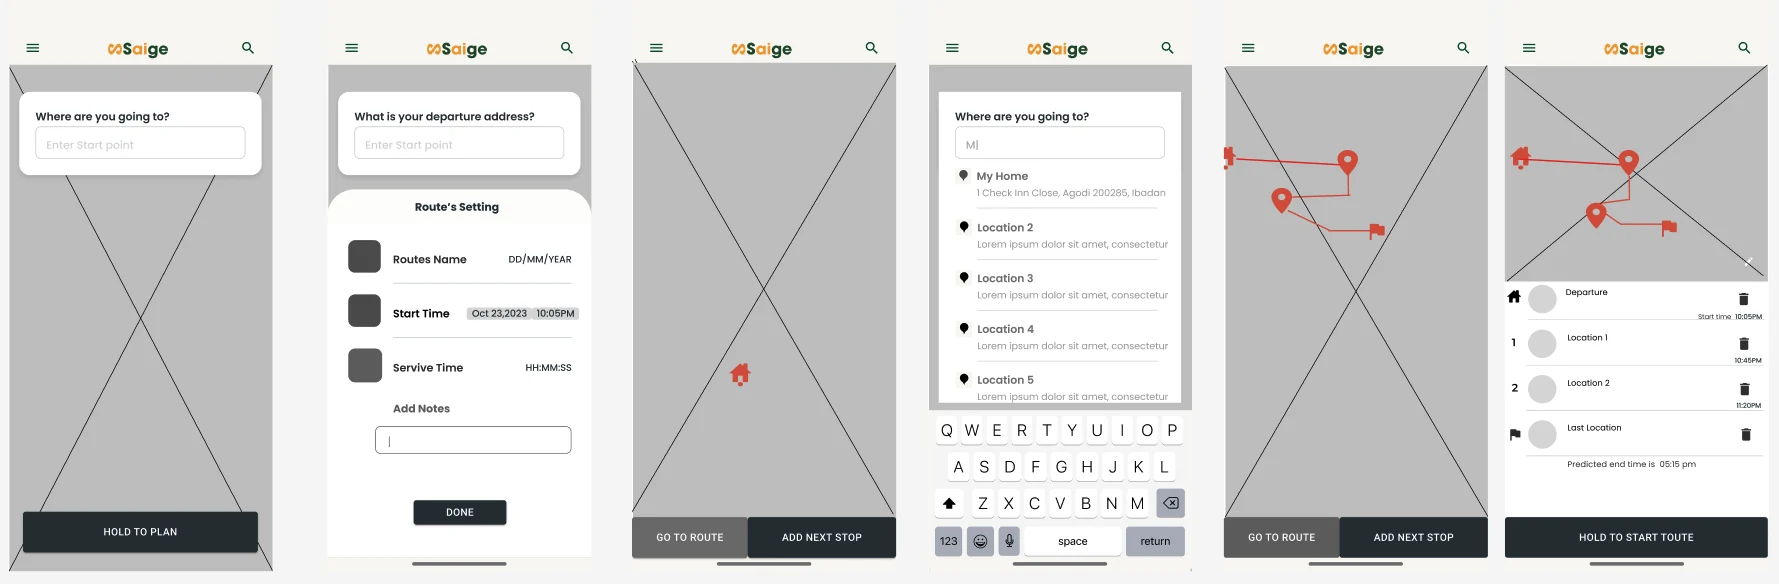 Saige
Where are you going to?
Enter Start point
HOLD TO PLAN
Saige
What is your departure address?
Enter Start point
Route's Setting
Routes Name DD/MM/YEAR
Start Time Oct 23,2023 10:05PM
Servive Time HH:MM:SS
Add Notes
DONE
Saige
GO TO ROUTE ADD NEXT STOP
Saige
Where are you going to?
M
My Home
1 Check Inn Close, Agodi 200285, Ibadan
Location 2
Lorem ipsum dolor sit amet, consectetur
Location 3
Lorem ipsum dolor sit amet, consectetur
Location 4
Lorem ipsum dolor sit amet, consectetur
Location 5
Lorem ipsum dolor sit amet, consectetur
Q W E R T Y U I O P
A S D F G H J K L
Z X C V B N M
123 space return
Saige
GO TO ROUTE ADD NEXT STOP
Saige
Departure
Start time 10:05PM
1 Location 1
10:45PM
2 Location 2
11:20PM
Last Location
Predicted end time is 05:15 pm
HOLD TO START TOUTE